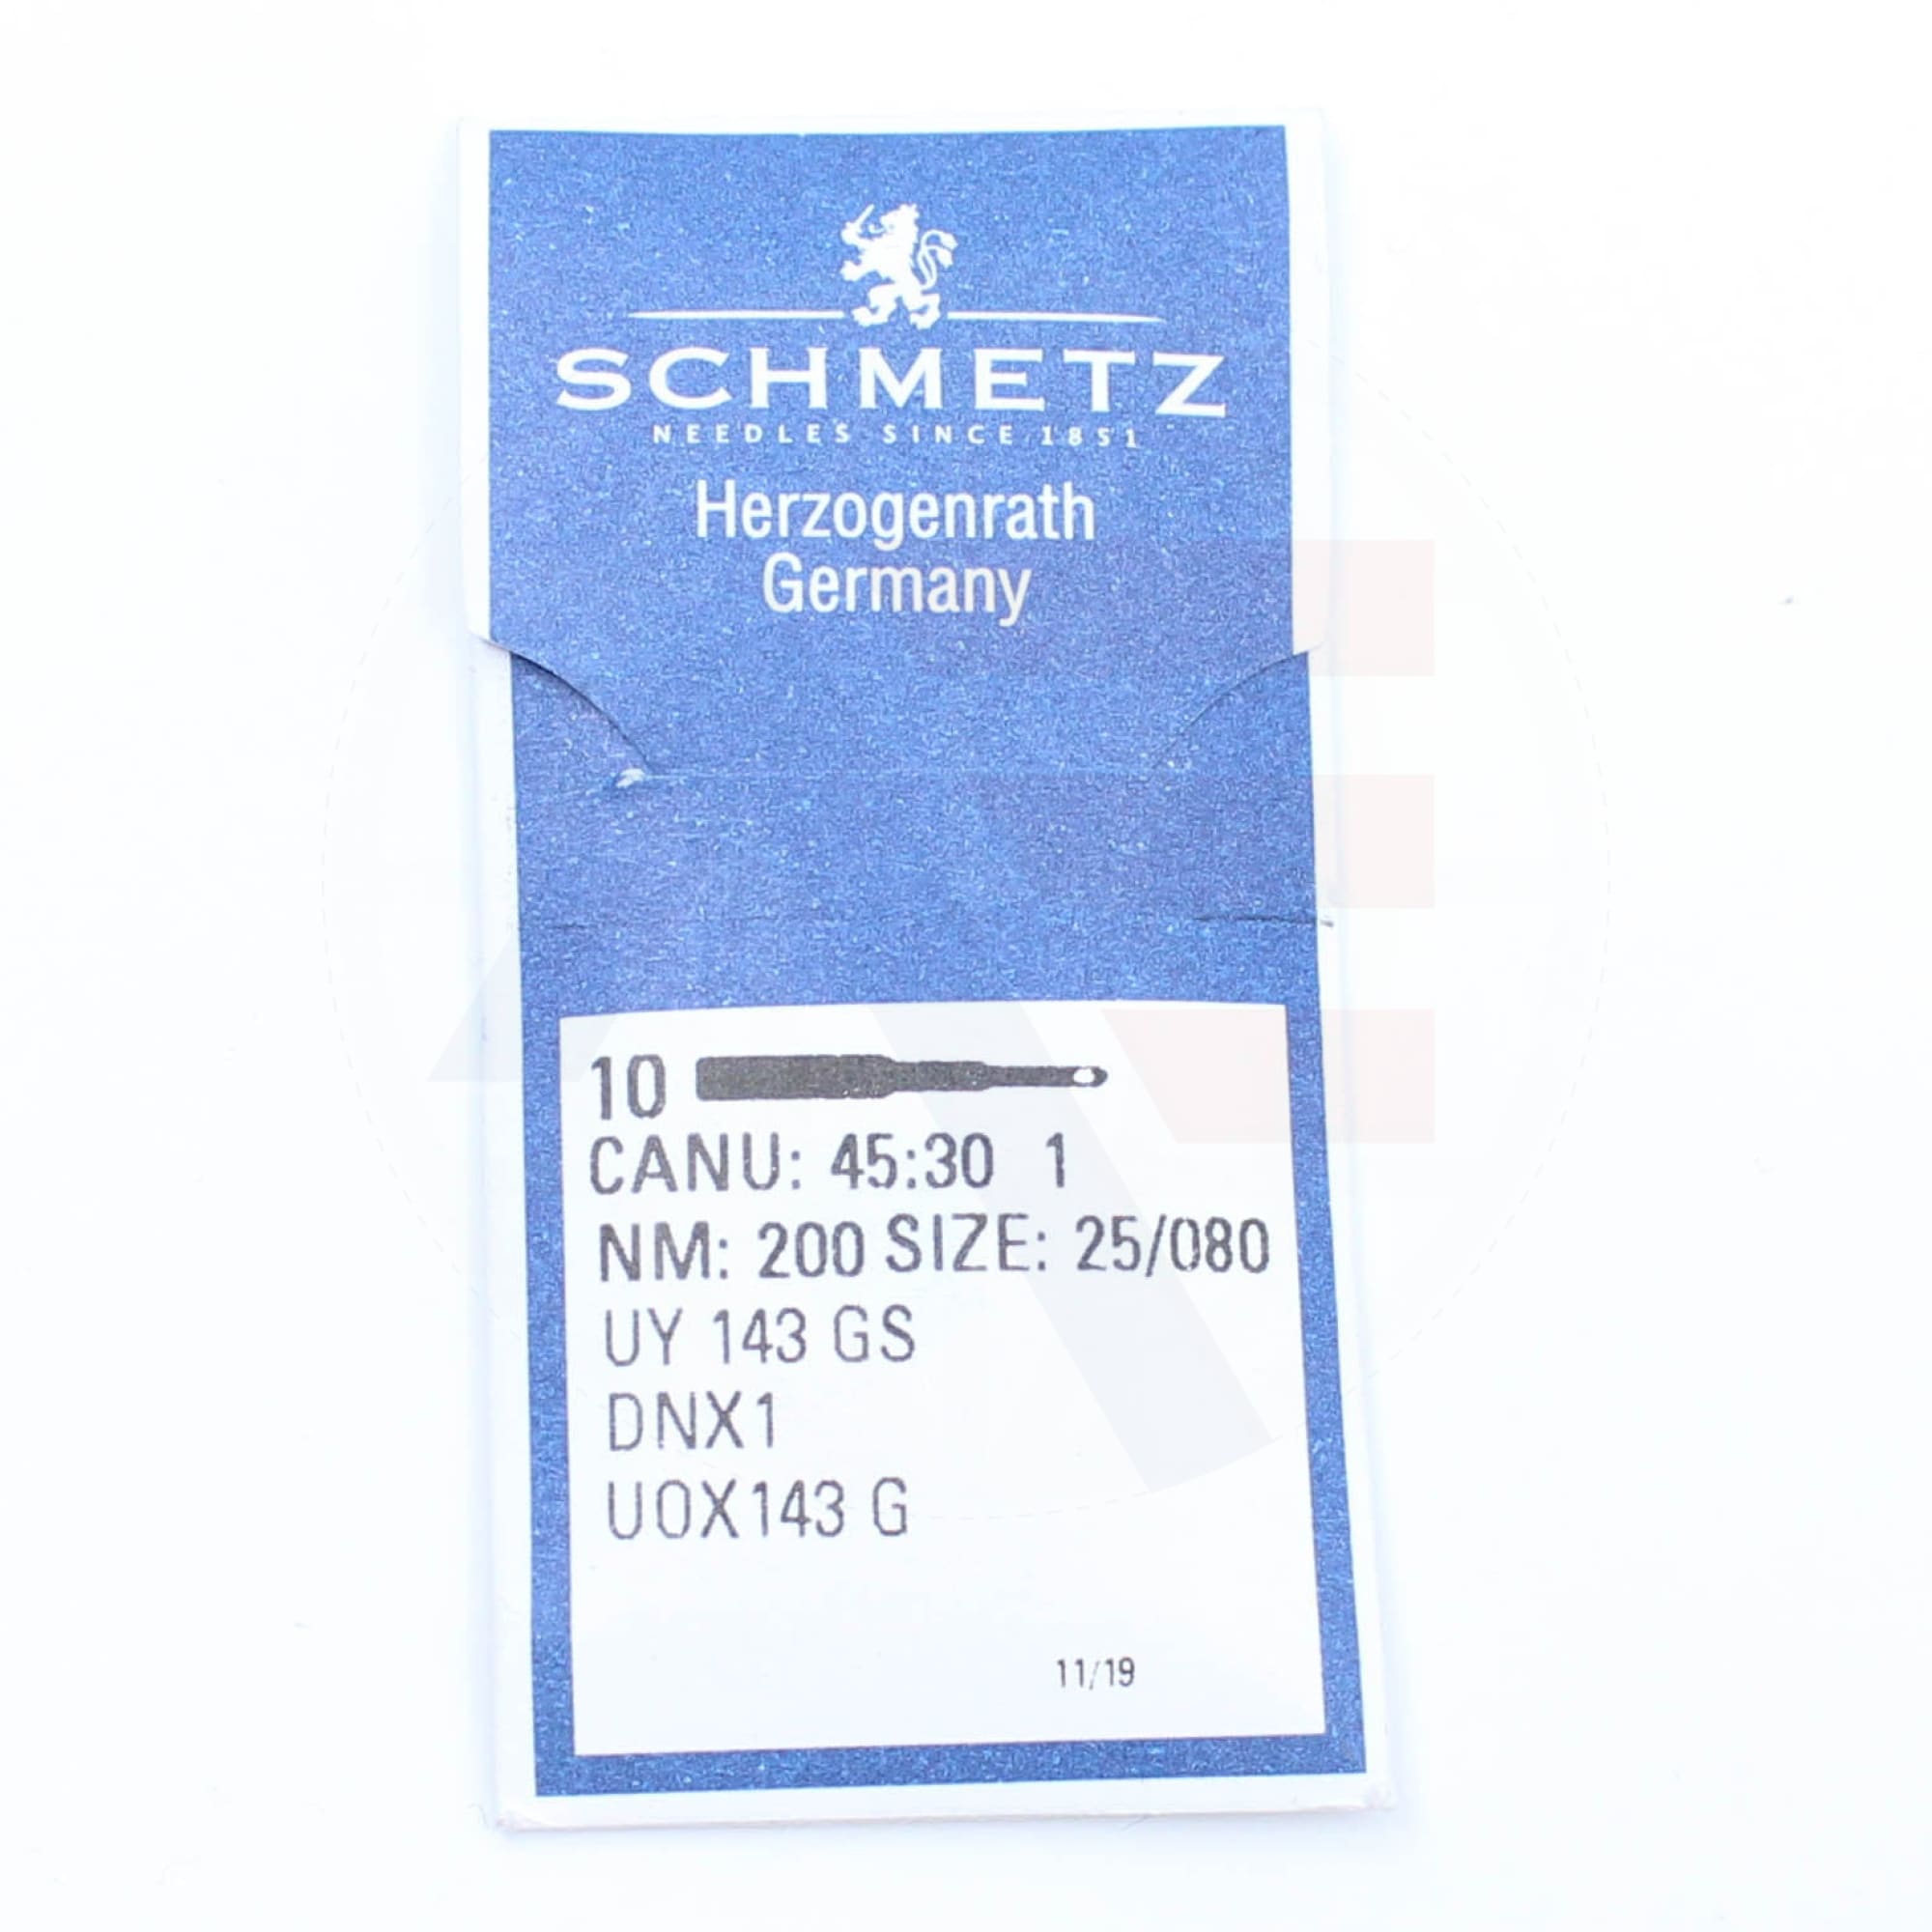 SCHMETZ
NEEDLES SINCE 1851
Herzogenrath
Germany
10
CANU: 45:30 1
NM: 200 SIZE: 25/080
UY 143 GS
DNX1
UOX143 G
11/19